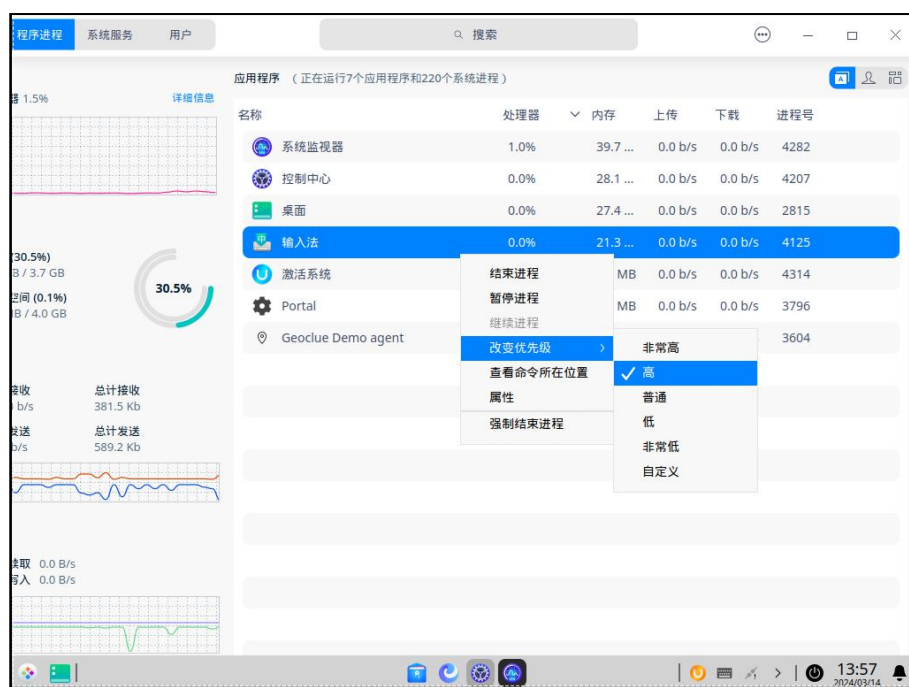 程序进程 系统服务 用户 搜索
应用程序 （正在运行7个应用程序和220个系统进程）
器 1.5% 详细信息
名称 处理器 内存 上传 下载 进程号
系统监视器 1.0% 39.7 ... 0.0 b/s 0.0 b/s 4282
控制中心 0.0% 28.1 ... 0.0 b/s 0.0 b/s 4207
桌面 0.0% 27.4 ... 0.0 b/s 0.0 b/s 2815
输入法 0.0% 21.3 ... 0.0 b/s 0.0 b/s 4125
激活系统 MB 0.0 b/s 0.0 b/s 4314
Portal MB 0.0 b/s 0.0 b/s 3796
Geoclue Demo agent 3604
(30.5%)
B / 3.7 GB
空间 (0.1%)
B / 4.0 GB
30.5%
结束进程
暂停进程
继续进程
改变优先级
查看命令所在位置
属性
强制结束进程
非常高
高
普通
低
非常低
自定义
接收 总计接收
b/s 381.5 Kb
发送 总计发送
b/s 589.2 Kb
读取 0.0 B/s
写入 0.0 B/s
13:57
2024/03/14